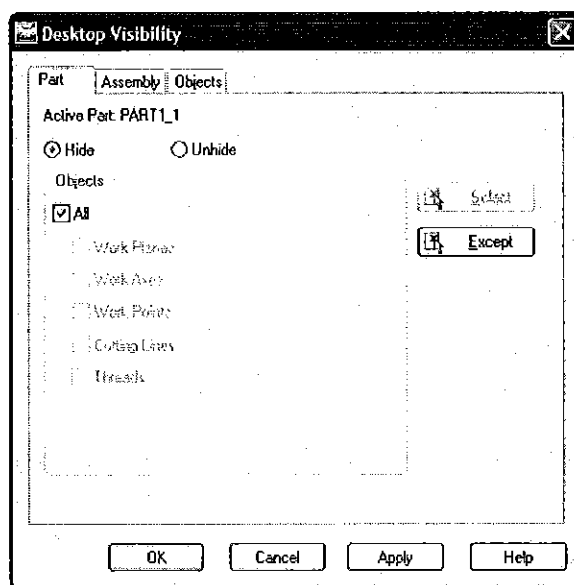 Desktop Visibility
Part Assembly Objects
Active Part: PART1_1
Hide Unhide
Objects
All
Select
Except
Work Planes
Work Axes
Work Points
Cutting Lines
Threads
OK Cancel Apply Help